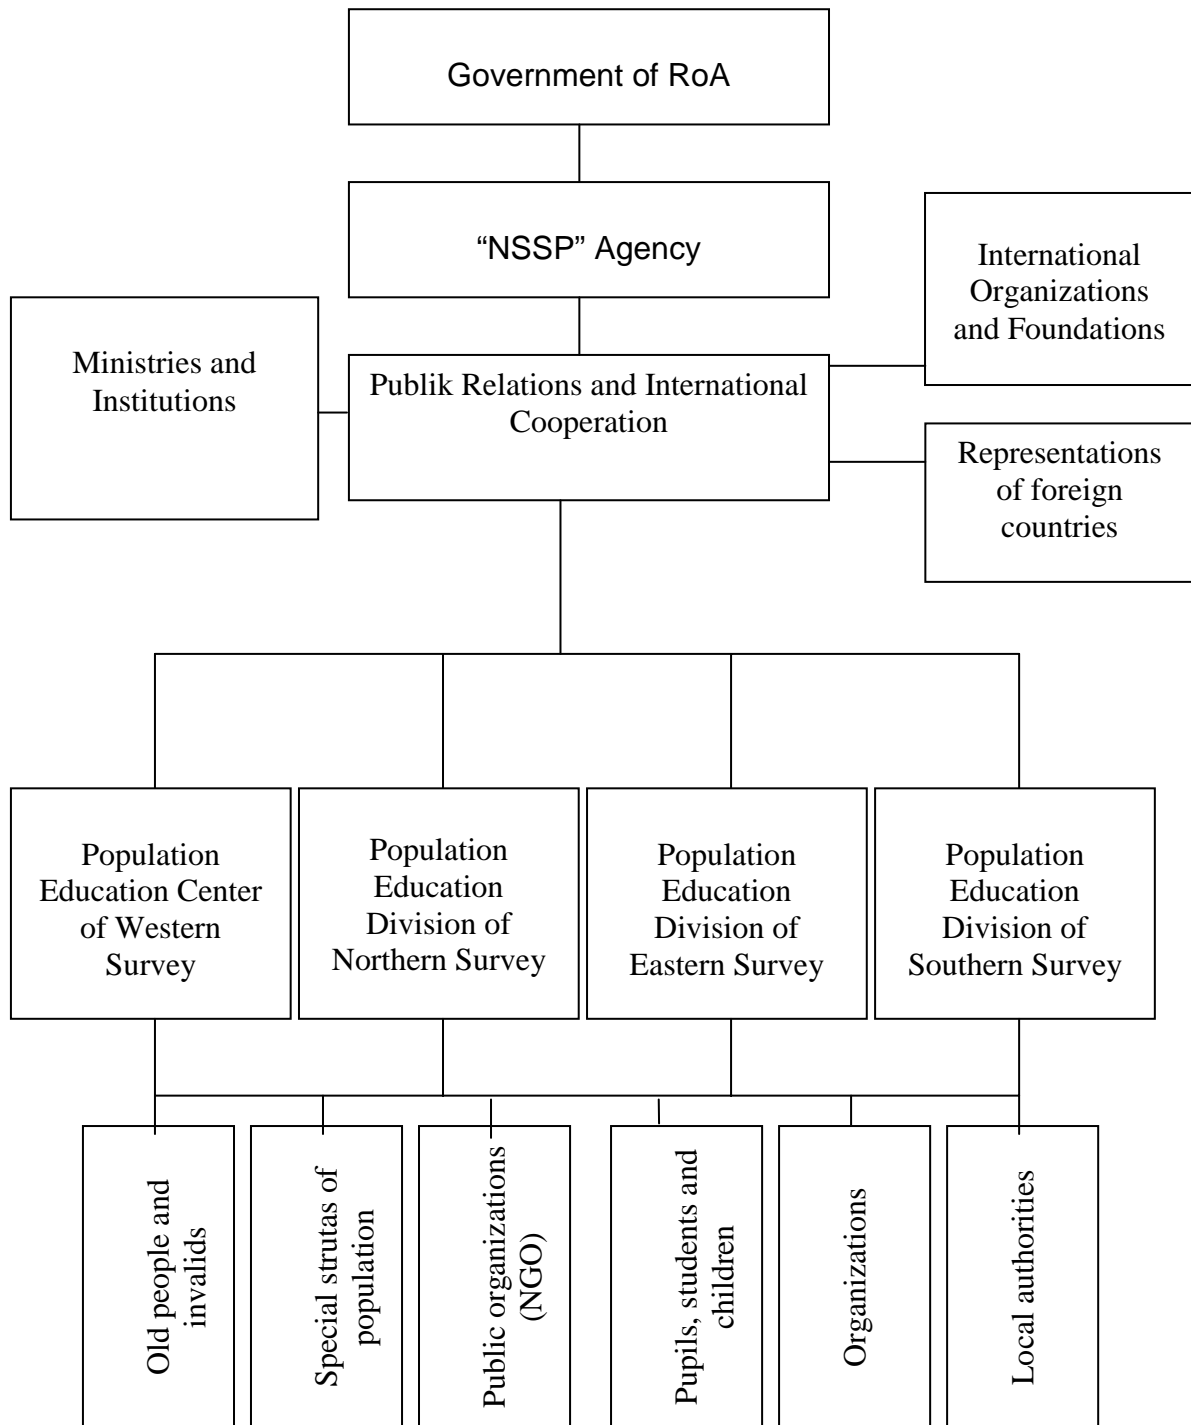 Government of RoA
“NSSP” Agency
International
Organizations
and Foundations
Ministries and
Institutions
Publik Relations and International
Cooperation
Representations
of foreign
countries
Population
Education Center
of Western
Survey
Population
Education
Division of
Northern Survey
Population
Education
Division of
Eastern Survey
Population
Education
Division of
Southern Survey
Old people and
invalids
Special strutas of
population
Public organizations
(NGO)
Pupils, students and
children
Organizations
Local authorities